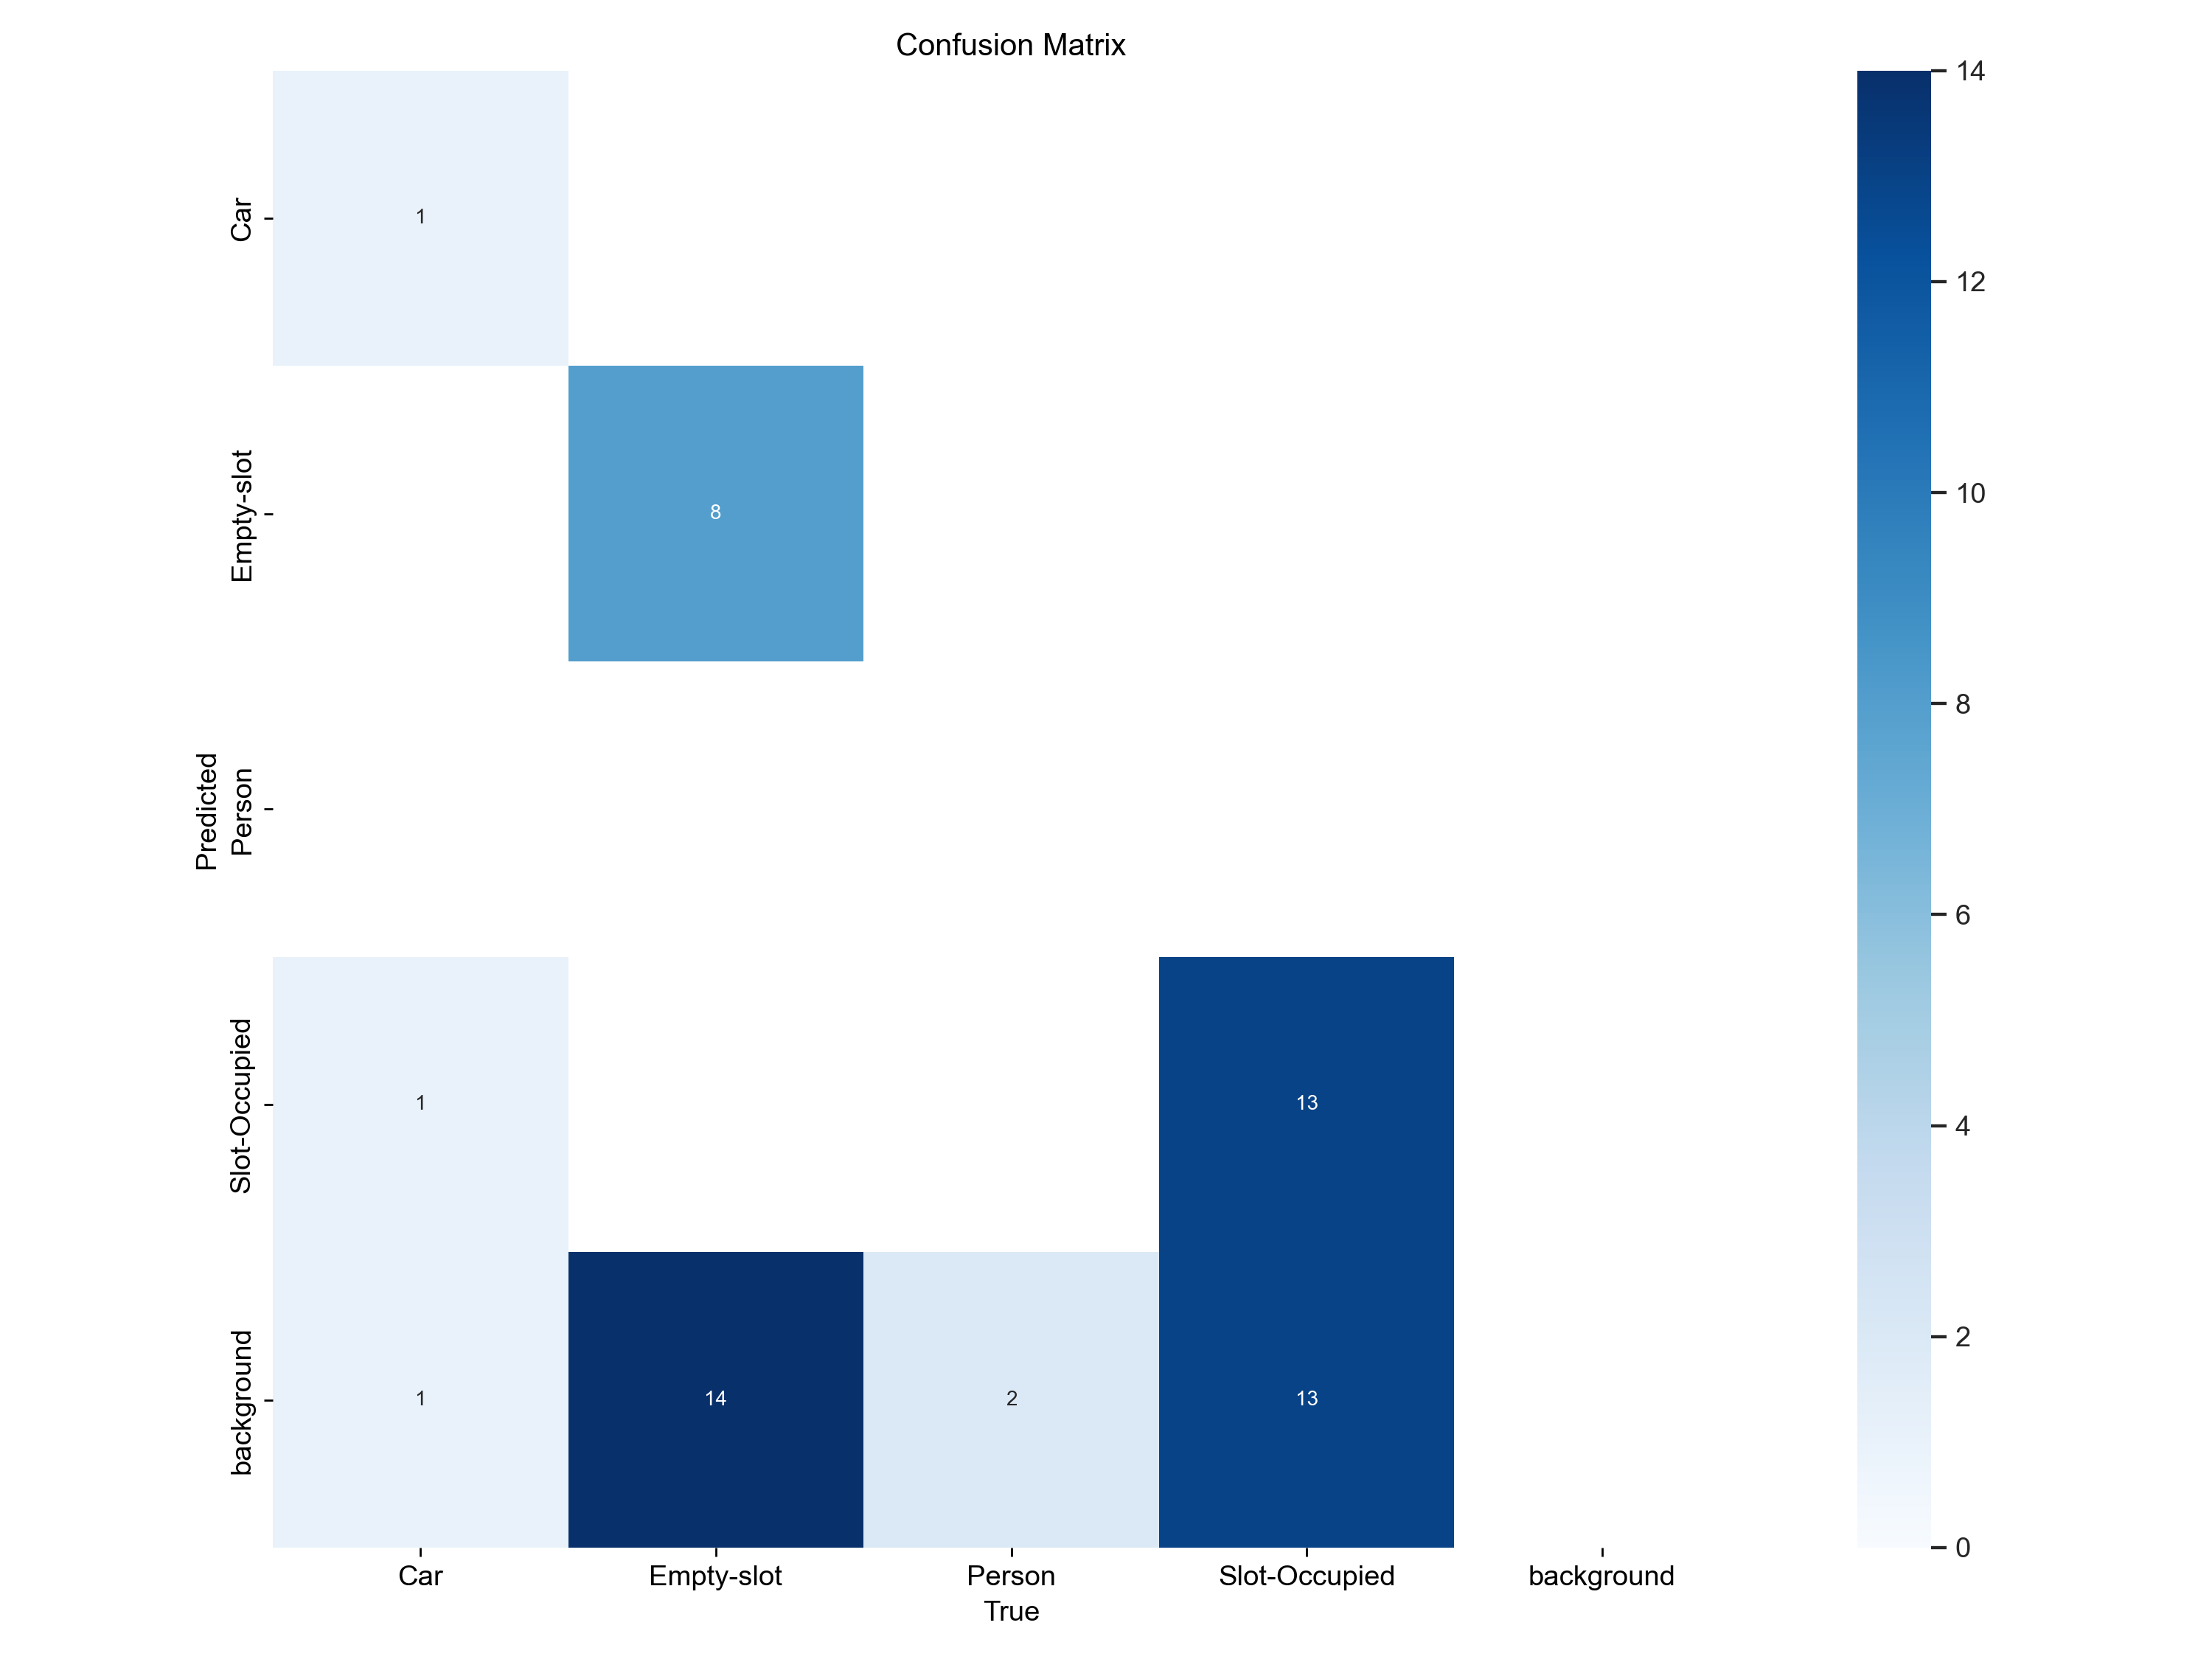 Confusion Matrix
Predicted
Car
Empty-slot
Person
Slot-Occupied
background
1
8
1
13
1
14
2
13
Car
Empty-slot
Person
Slot-Occupied
background
True
14
12
10
8
6
4
2
0